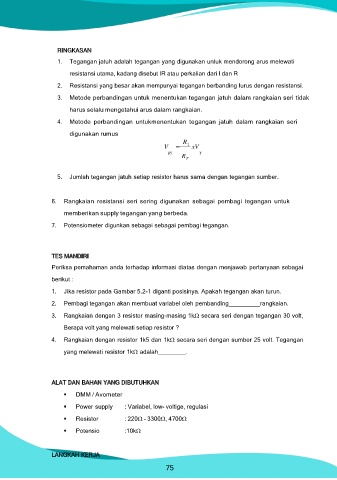 RINGKASAN
1. Tegangan jatuh adalah tegangan yang digunakan untuk mendorong arus melewati
resistansi utama, kadang disebut IR atau perkalian dari I dan R
2. Resistansi yang besar akan mempunyai tegangan berbanding lurus dengan resistansi.
3. Metode perbandingan untuk menentukan tegangan jatuh dalam rangkaian seri tidak
harus selalu mengetahui arus dalam rangkaian.
4. Metode perbandingan untukmenentukan tegangan jatuh dalam rangkaian seri
digunakan rumus
V_R1 = R_1 / R_T xV_T
5. Jumlah tegangan jatuh setiap resistor harus sama dengan tegangan sumber.
6. Rangkaian resistansi seri sering digunakan sebagai pembagi tegangan untuk
memberikan supply tegangan yang berbeda.
7. Potensiometer digunkan sebagai sebagai pembagi tegangan.
TES MANDIRI
Periksa pemahaman anda terhadap informasi diatas dengan menjawab pertanyaan sebagai
berikut :
1. Jika resistor pada Gambar 5.2-1 diganti posisinya. Apakah tegangan akan turun.
2. Pembagi tegangan akan membuat variabel oleh pembanding__________rangkaian.
3. Rangkaian dengan 3 resistor masing-masing 1kΩ secara seri dengan tegangan 30 volt,
Berapa volt yang melewati setiap resistor ?
4. Rangkaian dengan resistor 1k5 dan 1kΩ secara seri dengan sumber 25 volt. Tegangan
yang melewati resistor 1kΩ adalah_________.
ALAT DAN BAHAN YANG DIBUTUHKAN
• DMM / Avometer
• Power supply : Variabel, low- voltige, regulasi
• Resistor : 220Ω - 3300Ω, 4700Ω
• Potensio :10kΩ
LANGKAH KERJA
75